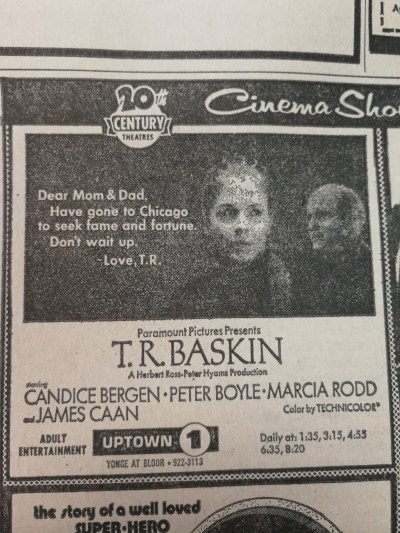 20th
CENTURY
THEATRES
Cinema Sho
Dear Mom & Dad,
Have gone to Chicago
to seek fame and fortune.
Don't wait up.
-Love, T.R.
Paramount Pictures Presents
T.R. BASKIN
A Herbert Ross-Peter Hyams Production
starring
CANDICE BERGEN • PETER BOYLE • MARCIA RODD
and JAMES CAAN
Color by TECHNICOLOR®
ADULT
ENTERTAINMENT
UPTOWN 1
YONGE AT BLOOR • 922-3113
Daily at: 1:35, 3:15, 4:55
6:35, 8:20
the story of a well loved
SUPER-HERO